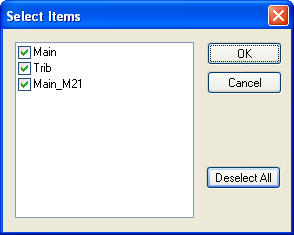 Select Items
Main
Trib
Main_M21
OK
Cancel
Deselect All